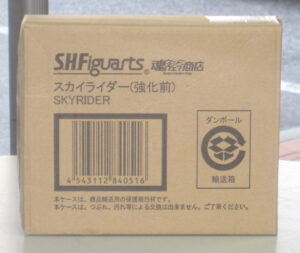 S.H.Figuarts 魂ウェブ商店
スカイライダー(強化前)
SKYRIDER
ダンボール
輸送箱
4 543112 840516
本ケースは、商品輸送用の保護梱包材です。
本ケースは、つぶれ、汚れ等による交換は出来ません。ご了承ください。